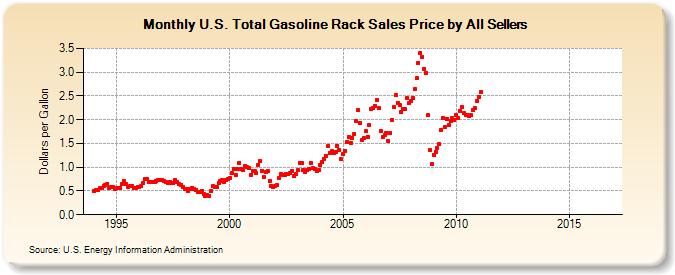 Monthly U.S. Total Gasoline Rack Sales Price by All Sellers
Dollars per Gallon
3.5
3.0
2.5
2.0
1.5
1.0
0.5
0.0
1995 2000 2005 2010 2015
Source: U.S. Energy Information Administration